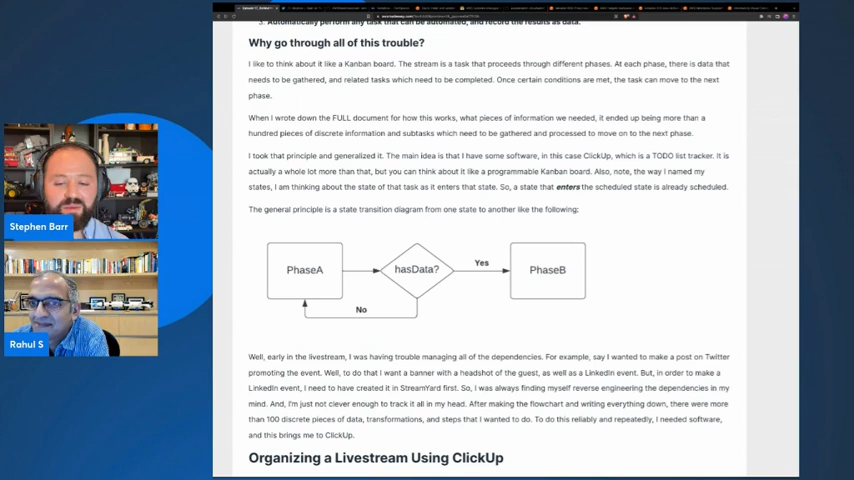 3. Automatically perform any task that can be automated, and record the results as data.
Why go through all of this trouble?
I like to think about it like a Kanban board. The stream is a task that proceeds through different phases. At each phase, there is data that
needs to be gathered, and related tasks which need to be completed. Once certain conditions are met, the task can move to the next
phase.
When I wrote down the FULL document for how this works, what pieces of information we needed, it ended up being more than a
hundred pieces of discrete information and subtasks which need to be gathered and processed to move on to the next phase.
I took that principle and generalized it. The main idea is that I have some software, in this case ClickUp, which is a TODO list tracker. It is
actually a whole lot more than that, but you can think about it like a programmable Kanban board. Also, note, the way I named my
states, I am thinking about the state of that task as it enters that state. So, a state that enters the scheduled state is already scheduled.
The general principle is a state transition diagram from one state to another like the following:
PhaseA
hasData?
Yes
PhaseB
No
Well, early in the livestream, I was having trouble managing all of the dependencies. For example, say I wanted to make a post on Twitter
promoting the event. Well, to do that I want a banner with a headshot of the guest, as well as a LinkedIn event. But, in order to make a
LinkedIn event, I need to have created it in StreamYard first. So, I was always finding myself reverse engineering the dependencies in my
mind. And, I'm just not clever enough to track it all in my head. After making the flowchart and writing everything down, there were more
than 100 discrete pieces of data, transformations, and steps that I wanted to do. To do this reliably and repeatedly, I needed software,
and this brings me to ClickUp.
Organizing a Livestream Using ClickUp
Stephen Barr
Rahul S